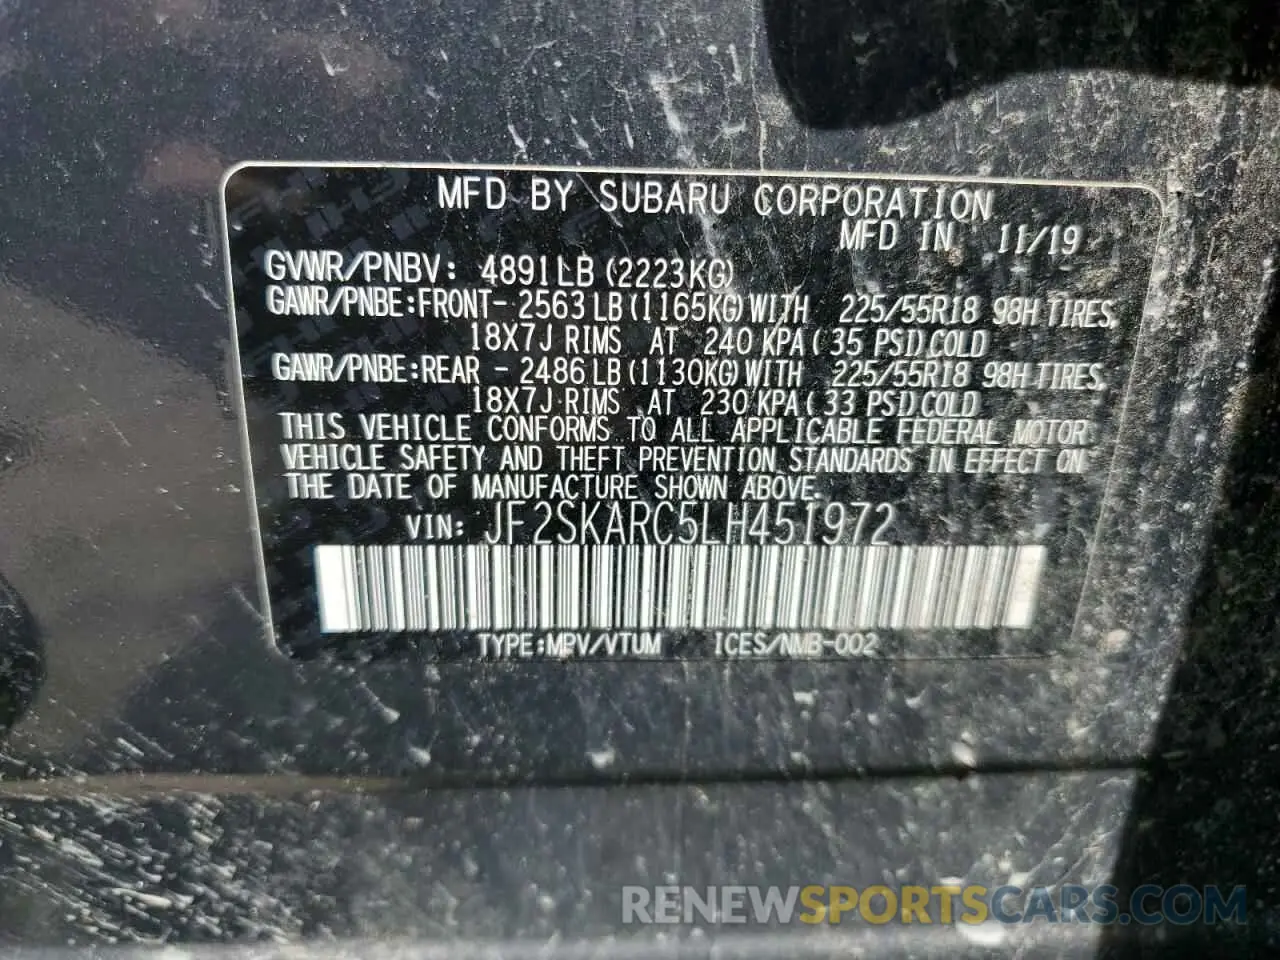 MFD BY SUBARU CORPORATION
MFD IN 11/19
GVWR/PNBV: 4891LB (2223KG)
GAWR/PNBE:FRONT- 2563 LB (1165KG) WITH 225/55R18 98H TIRES,
18X7J RIMS AT 240 KPA ( 35 PSI) COLD
GAWR/PNBE:REAR - 2486 LB (1130KG) WITH 225/55R18 98H TIRES,
18X7J RIMS AT 230 KPA ( 33 PSI) COLD
THIS VEHICLE CONFORMS TO ALL APPLICABLE FEDERAL MOTOR
VEHICLE SAFETY AND THEFT PREVENTION STANDARDS IN EFFECT ON
THE DATE OF MANUFACTURE SHOWN ABOVE.
VIN: JF2SKARC5LH451972
TYPE:MPV/VTUM ICES/NMB-002
RENEWSPORTSCARS.COM